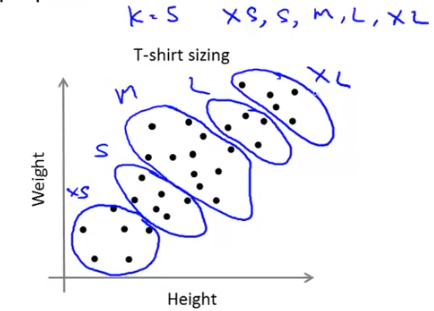 K = 5 XS, S, M, L, XL
T-shirt sizing
XL
L
M
S
XS
Weight
Height